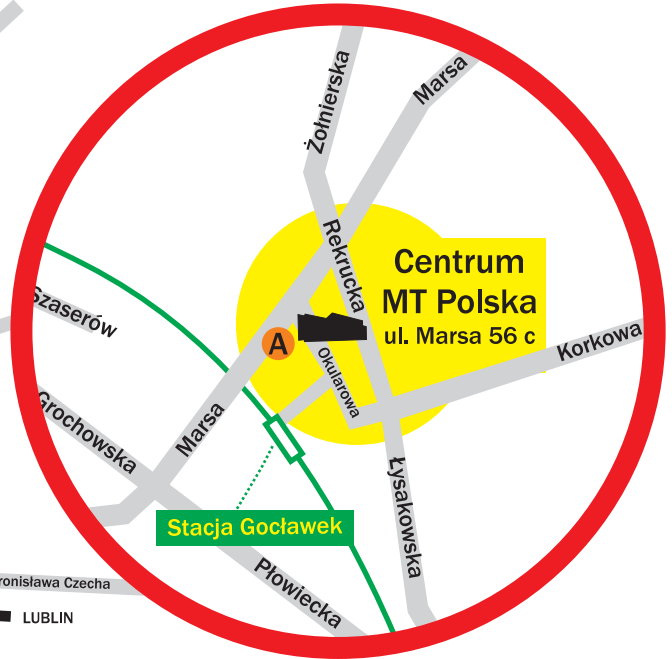 Żołnierska
Marsa
Rekrucka
Centrum
MT Polska
ul. Marsa 56 c
Szaserów
A
Okularowa
Korkowa
Grochowska
Marsa
Łysakowska
Stacja Gocławek
Płowiecka
ronisława Czecha
LUBLIN